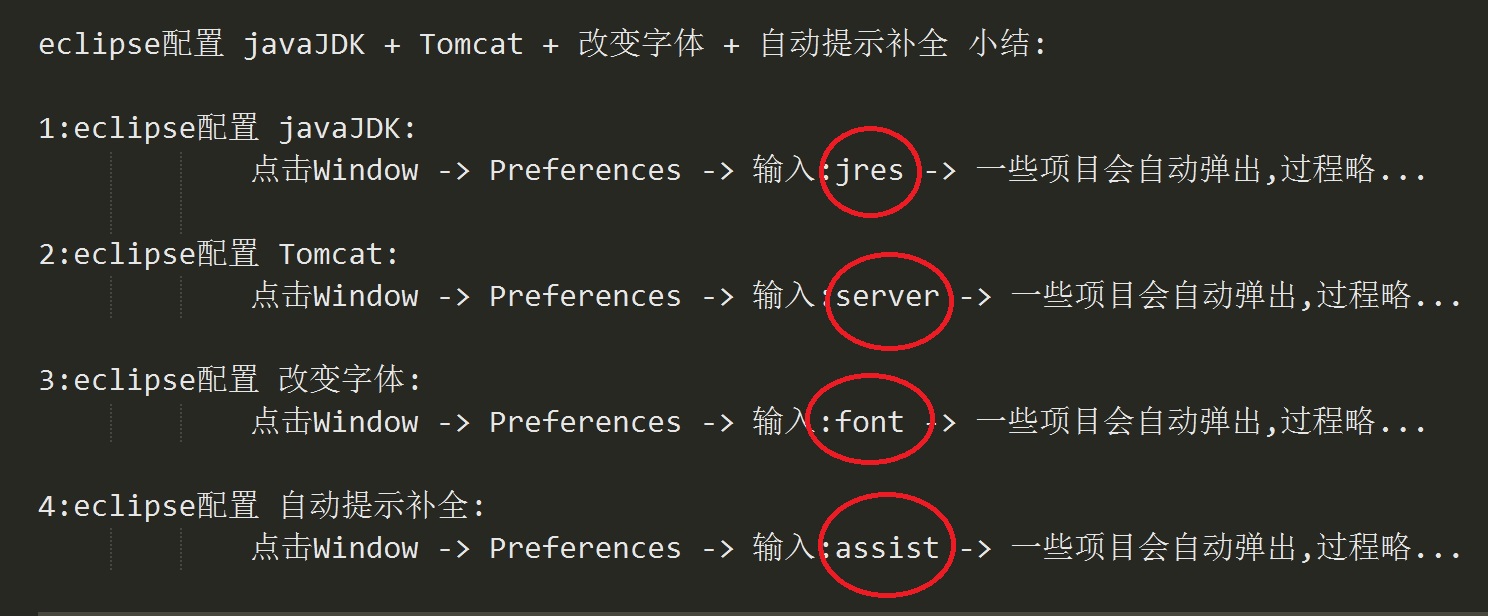 eclipse配置 javaJDK + Tomcat + 改变字体 + 自动提示补全 小结:
1:eclipse配置 javaJDK:
点击Window -> Preferences -> 输入:jres -> 一些项目会自动弹出,过程略...
2:eclipse配置 Tomcat:
点击Window -> Preferences -> 输入:server -> 一些项目会自动弹出,过程略...
3:eclipse配置 改变字体:
点击Window -> Preferences -> 输入:font -> 一些项目会自动弹出,过程略...
4:eclipse配置 自动提示补全:
点击Window -> Preferences -> 输入:assist -> 一些项目会自动弹出,过程略...